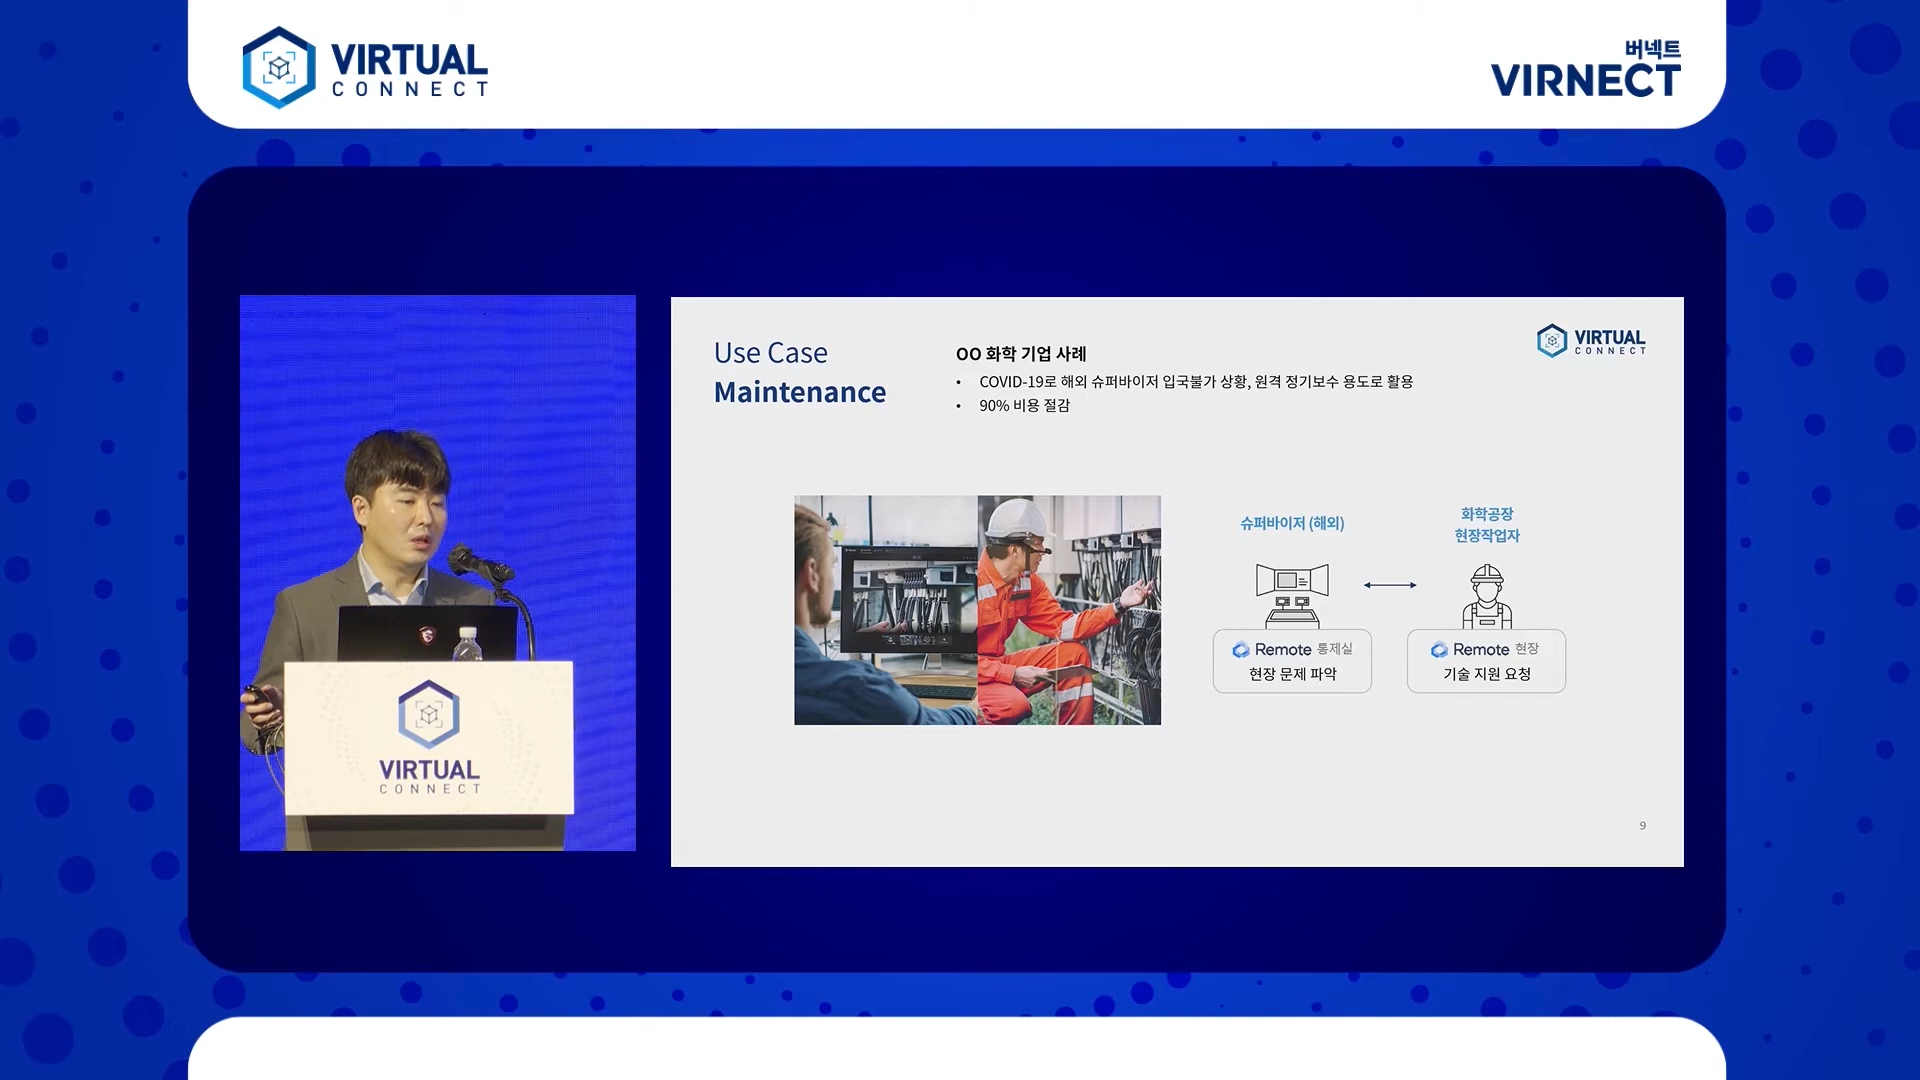 VIRTUAL
CONNECT
버넥트
VIRNECT
Use Case
Maintenance
OO 화학 기업 사례
• COVID-19로 해외 슈퍼바이저 입국불가 상황, 원격 정기보수 용도로 활용
• 90% 비용 절감
VIRTUAL
CONNECT
슈퍼바이저 (해외)
화학공장
현장작업자
Remote 통제실
현장 문제 파악
Remote 현장
기술 지원 요청
9
VIRTUAL
CONNECT